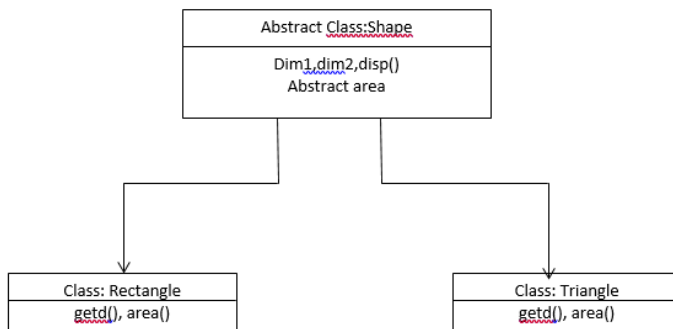 Abstract Class:Shape
Dim1,dim2,disp()
Abstract area
Class: Rectangle
getd(), area()
Class: Triangle
getd(), area()